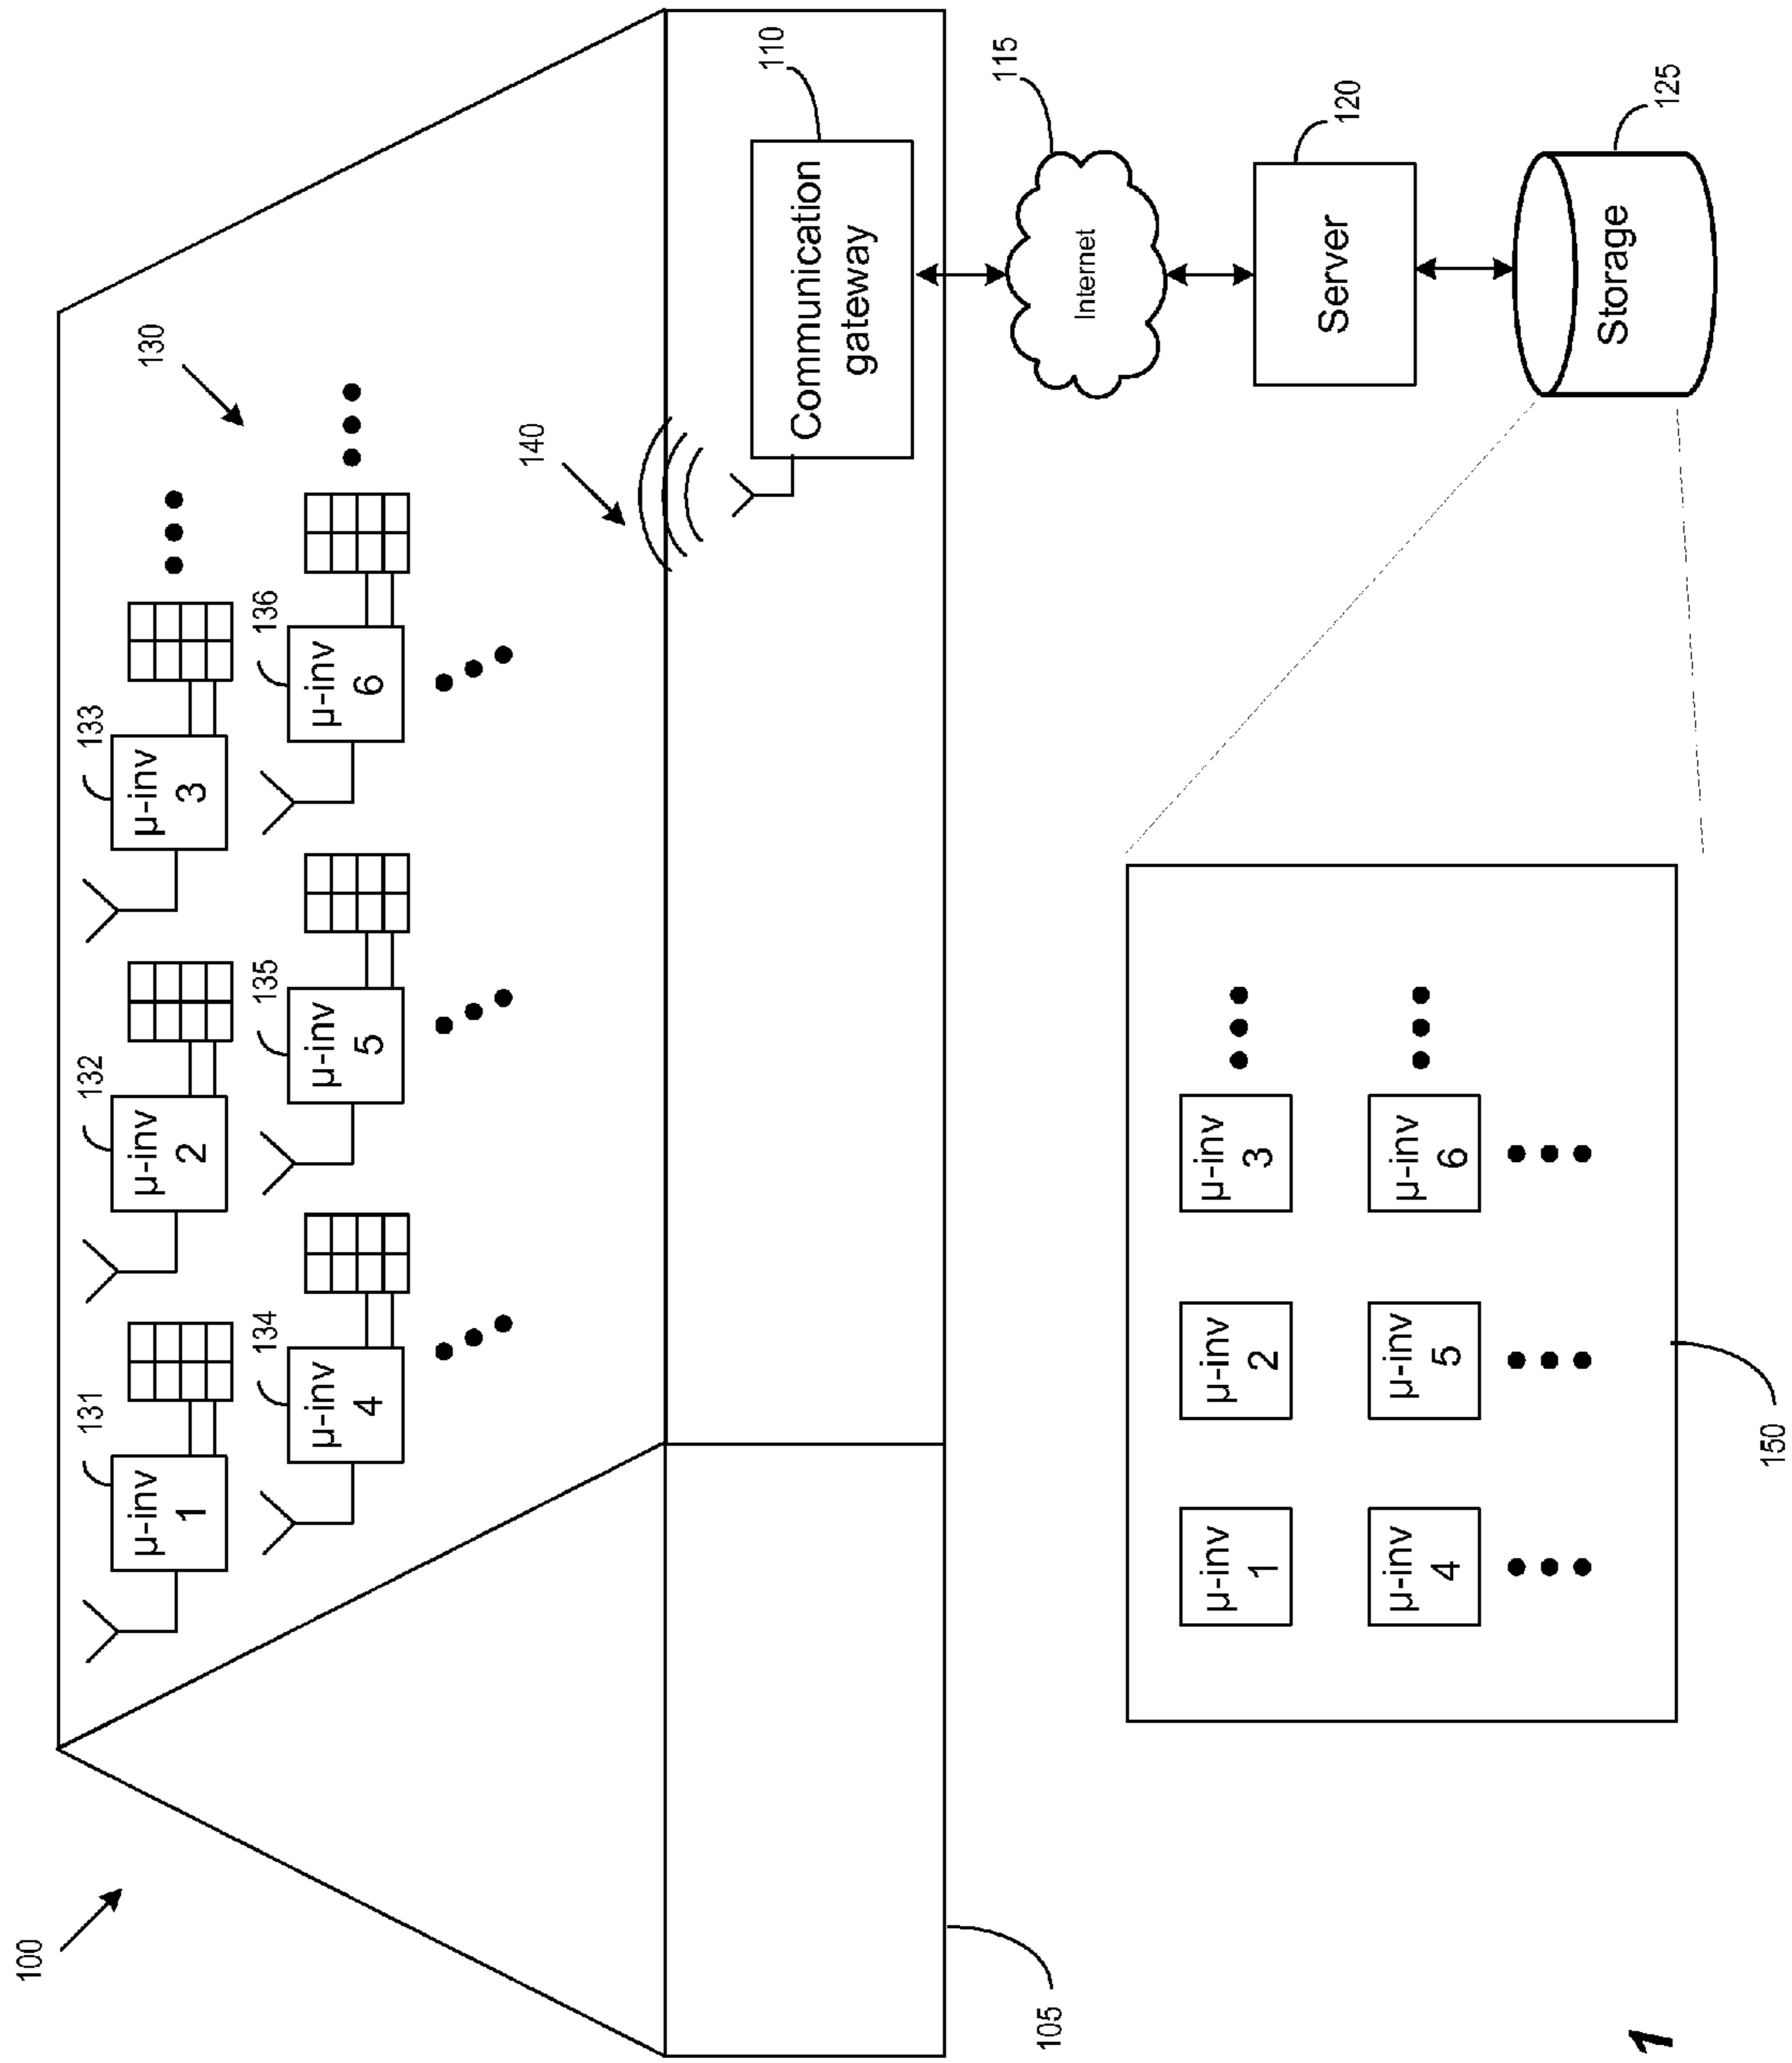 100
130
131
μ-inv
1
132
μ-inv
2
133
μ-inv
3
134
μ-inv
4
135
μ-inv
5
136
μ-inv
6
140
110
Communication
gateway
105
115
Internet
120
Server
125
Storage
μ-inv
1
μ-inv
2
μ-inv
3
μ-inv
4
μ-inv
5
μ-inv
6
150
1